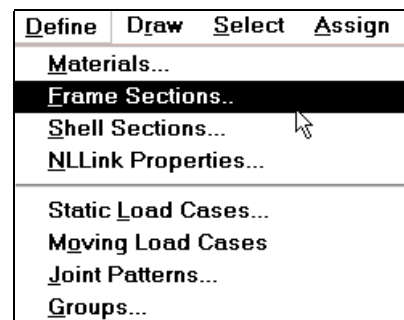 Define Draw Select Assign
Materials...
Frame Sections..
Shell Sections...
NLLink Properties...
Static Load Cases...
Moving Load Cases
Joint Patterns...
Groups...